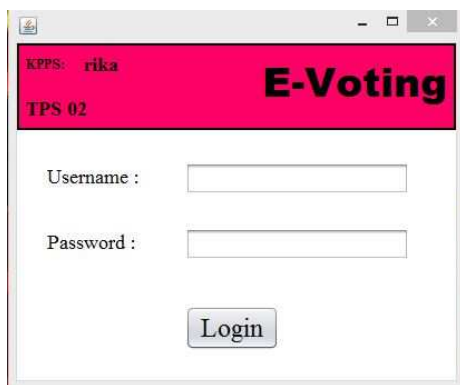 KPPS: rika
E-Voting
TPS 02
Username :
Password :
Login